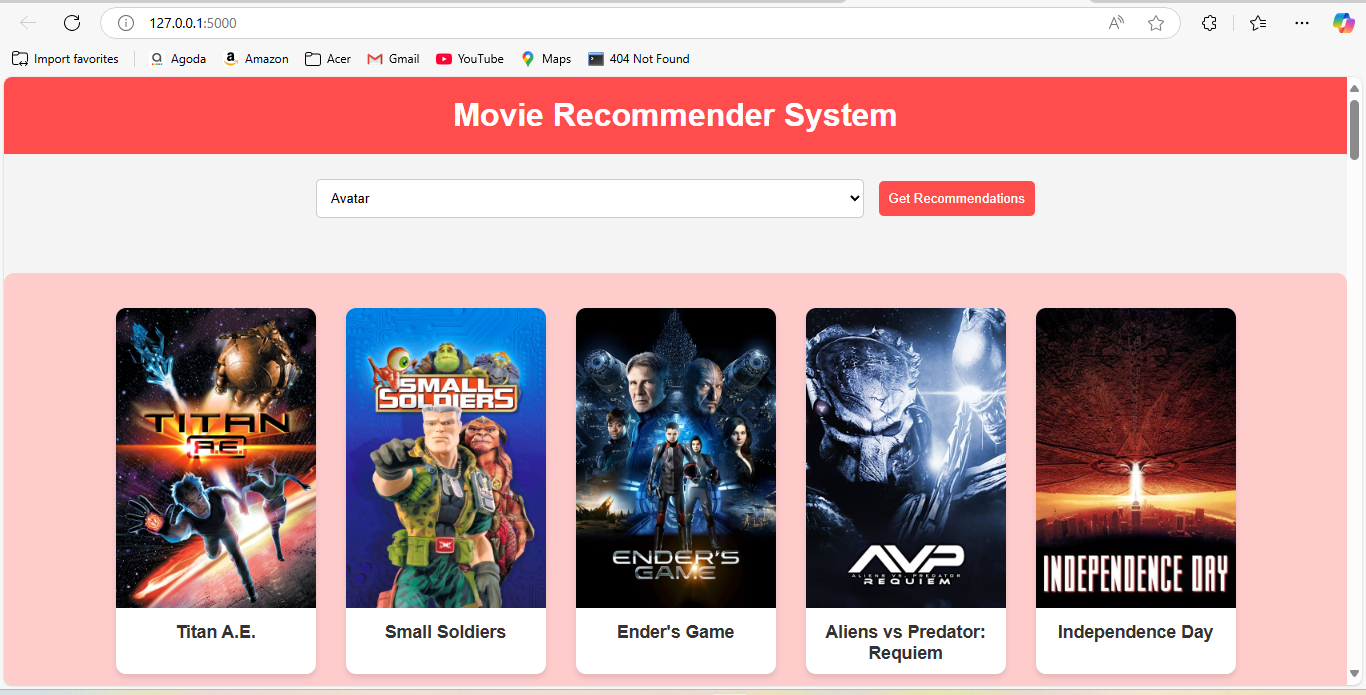 127.0.0.1:5000
Import favorites Agoda Amazon Acer Gmail YouTube Maps 404 Not Found
Movie Recommender System
Avatar Get Recommendations
TITAN
A.E.
SMALL
SOLDIERS
ENDER'S
GAME
AVP
ALIENS VS. PREDATOR
REQUIEM
INDEPENDENCE DAY
Titan A.E.
Small Soldiers
Ender's Game
Aliens vs Predator:
Requiem
Independence Day